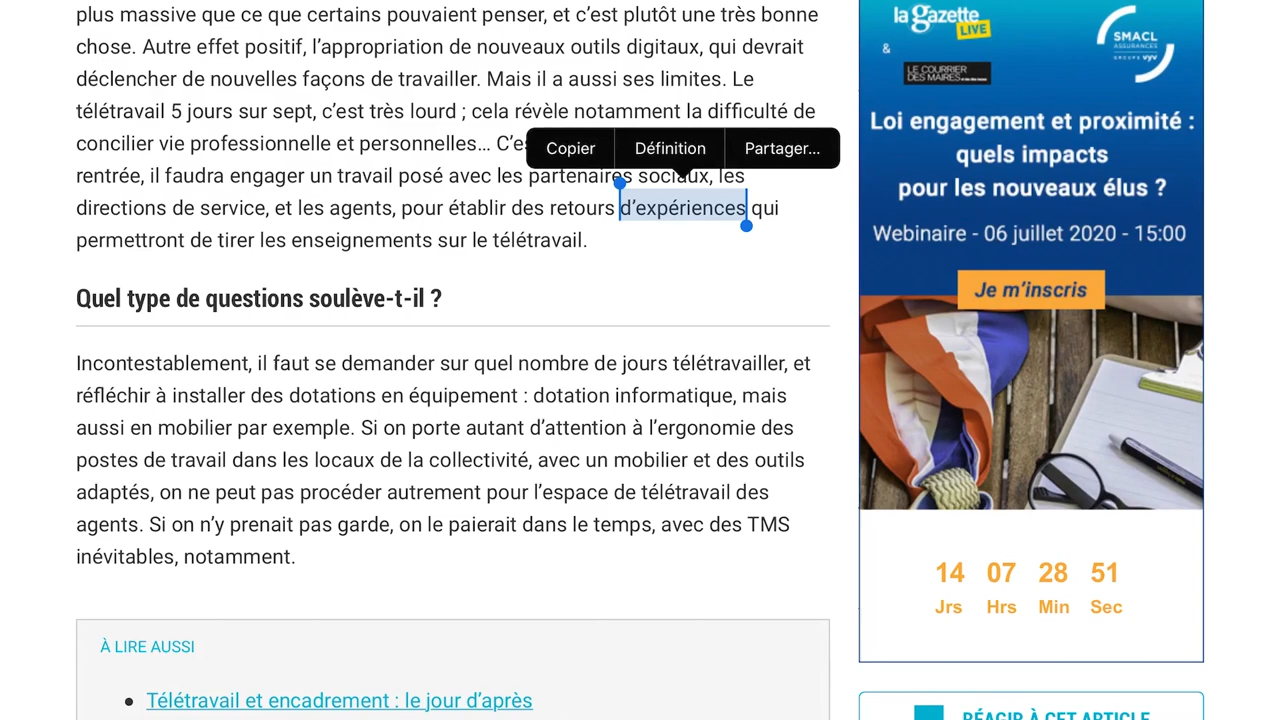 plus massive que ce que certains pouvaient penser, et c’est plutôt une très bonne
chose. Autre effet positif, l’appropriation de nouveaux outils digitaux, qui devrait
déclencher de nouvelles façons de travailler. Mais il a aussi ses limites. Le
télétravail 5 jours sur sept, c’est très lourd ; cela révèle notamment la difficulté de
concilier vie professionnelle et personnelles… C’es
Copier Définition Partager...
rentrée, il faudra engager un travail posé avec les partenaires sociaux, les
directions de service, et les agents, pour établir des retours d’expériences qui
permettront de tirer les enseignements sur le télétravail.
Quel type de questions soulève-t-il ?
Incontestablement, il faut se demander sur quel nombre de jours télétravailler, et
réfléchir à installer des dotations en équipement : dotation informatique, mais
aussi en mobilier par exemple. Si on porte autant d’attention à l’ergonomie des
postes de travail dans les locaux de la collectivité, avec un mobilier et des outils
adaptés, on ne peut pas procéder autrement pour l’espace de télétravail des
agents. Si on n’y prenait pas garde, on le paierait dans le temps, avec des TMS
inévitables, notamment.
À LIRE AUSSI
Télétravail et encadrement : le jour d’après
la gazette
LIVE
&
LE COURRIER
DES MAIRES
SMACL
ASSURANCES
GROUPE vyv
Loi engagement et proximité :
quels impacts
pour les nouveaux élus ?
Webinaire - 06 juillet 2020 - 15:00
Je m’inscris
14 07 28 51
Jrs Hrs Min Sec
RÉAGIR À CET ARTICLE